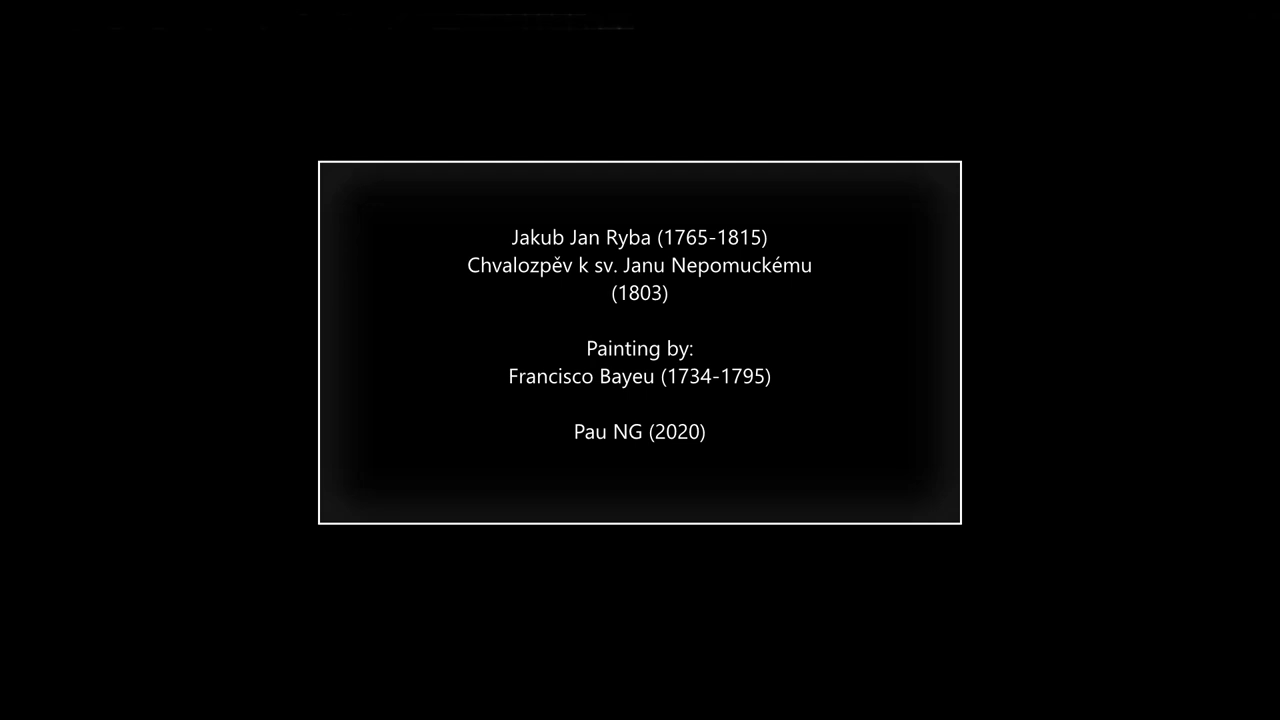 Jakub Jan Ryba (1765-1815)
Chvalozpěv k sv. Janu Nepomuckému
(1803)
Painting by:
Francisco Bayeu (1734-1795)
Pau NG (2020)